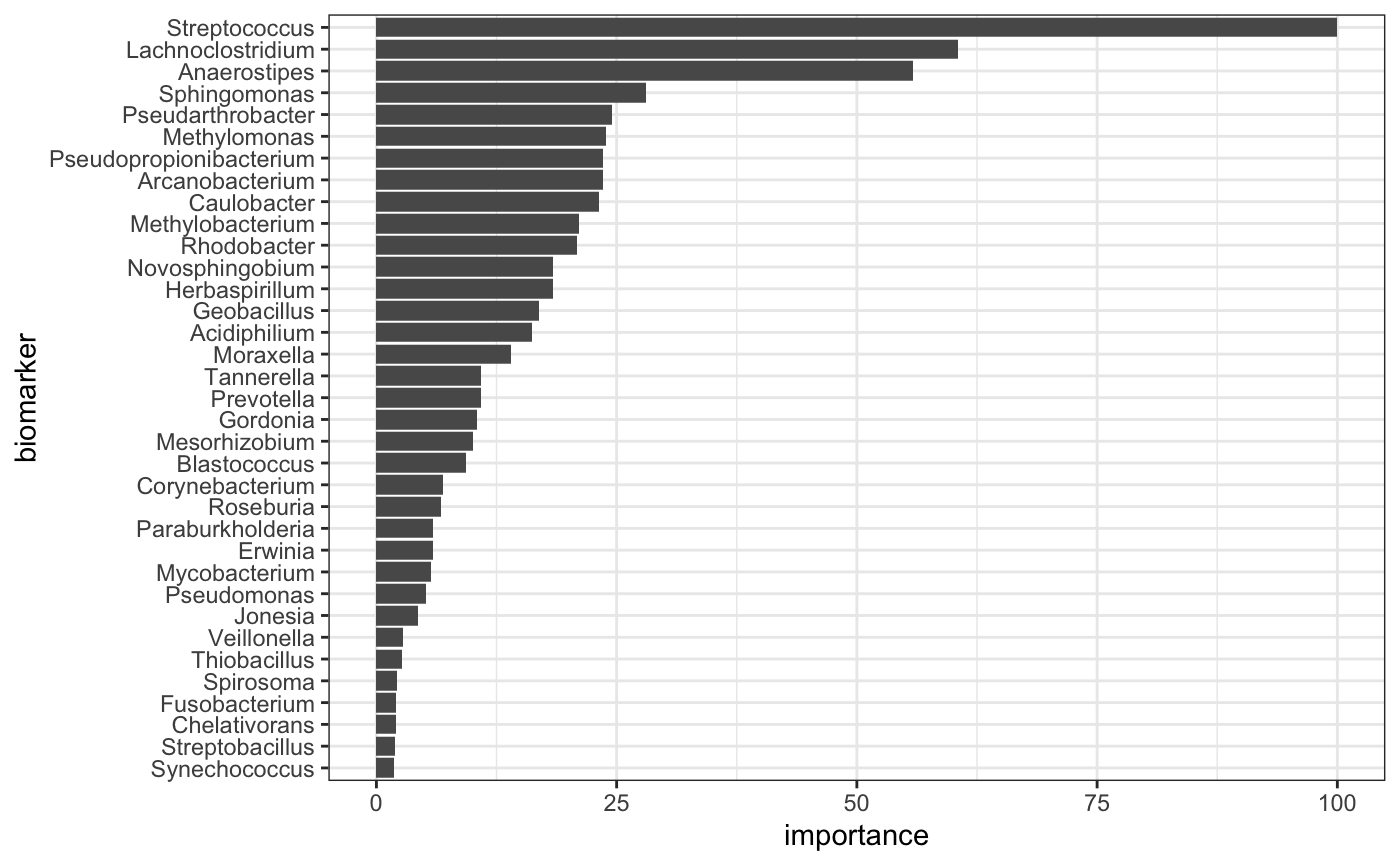 Streptococcus
Lachnoclostridium
Anaerostipes
Sphingomonas
Pseudarthrobacter
Methylomonas
Pseudopropionibacterium
Arcanobacterium
Caulobacter
Methylobacterium
Rhodobacter
Novosphingobium
Herbaspirillum
Geobacillus
Acidiphilium
Moraxella
Tannerella
Prevotella
Gordonia
Mesorhizobium
Blastococcus
Corynebacterium
Roseburia
Paraburkholderia
Erwinia
Mycobacterium
Pseudomonas
Jonesia
Veillonella
Thiobacillus
Spirosoma
Fusobacterium
Chelativorans
Streptobacillus
Synechococcus
biomarker
0 25 50 75 100
importance